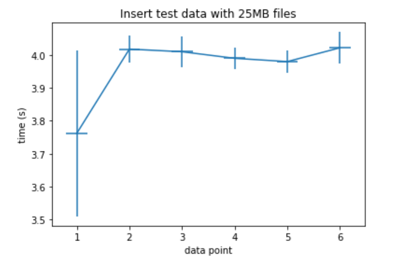 Insert test data with 25MB files
4.0
3.9
3.8
3.7
3.6
3.5
time (s)
1 2 3 4 5 6
data point